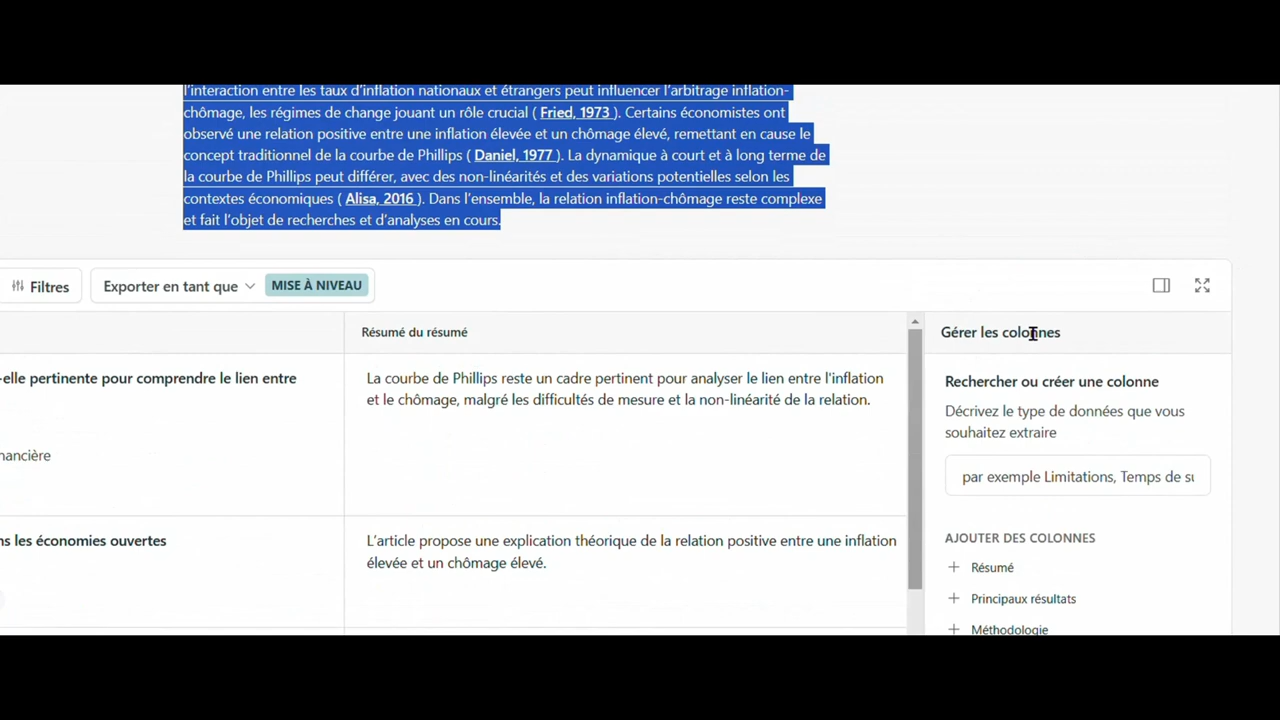 l'interaction entre les taux d'inflation nationaux et étrangers peut influencer l'arbitrage inflation-
chômage, les régimes de change jouant un rôle crucial ( Fried, 1973 ). Certains économistes ont
observé une relation positive entre une inflation élevée et un chômage élevé, remettant en cause le
concept traditionnel de la courbe de Phillips ( Daniel, 1977 ). La dynamique à court et à long terme de
la courbe de Phillips peut différer, avec des non-linéarités et des variations potentielles selon les
contextes économiques ( Alisa, 2016 ). Dans l'ensemble, la relation inflation-chômage reste complexe
et fait l'objet de recherches et d'analyses en cours.
Filtres
Exporter en tant que
MISE À NIVEAU
Résumé du résumé
Gérer les colonnes
-elle pertinente pour comprendre le lien entre
La courbe de Phillips reste un cadre pertinent pour analyser le lien entre l'inflation
et le chômage, malgré les difficultés de mesure et la non-linéarité de la relation.
nancière
ns les économies ouvertes
L'article propose une explication théorique de la relation positive entre une inflation
élevée et un chômage élevé.
Rechercher ou créer une colonne
Décrivez le type de données que vous
souhaitez extraire
par exemple Limitations, Temps de su
AJOUTER DES COLONNES
+ Résumé
+ Principaux résultats
+ Méthodologie